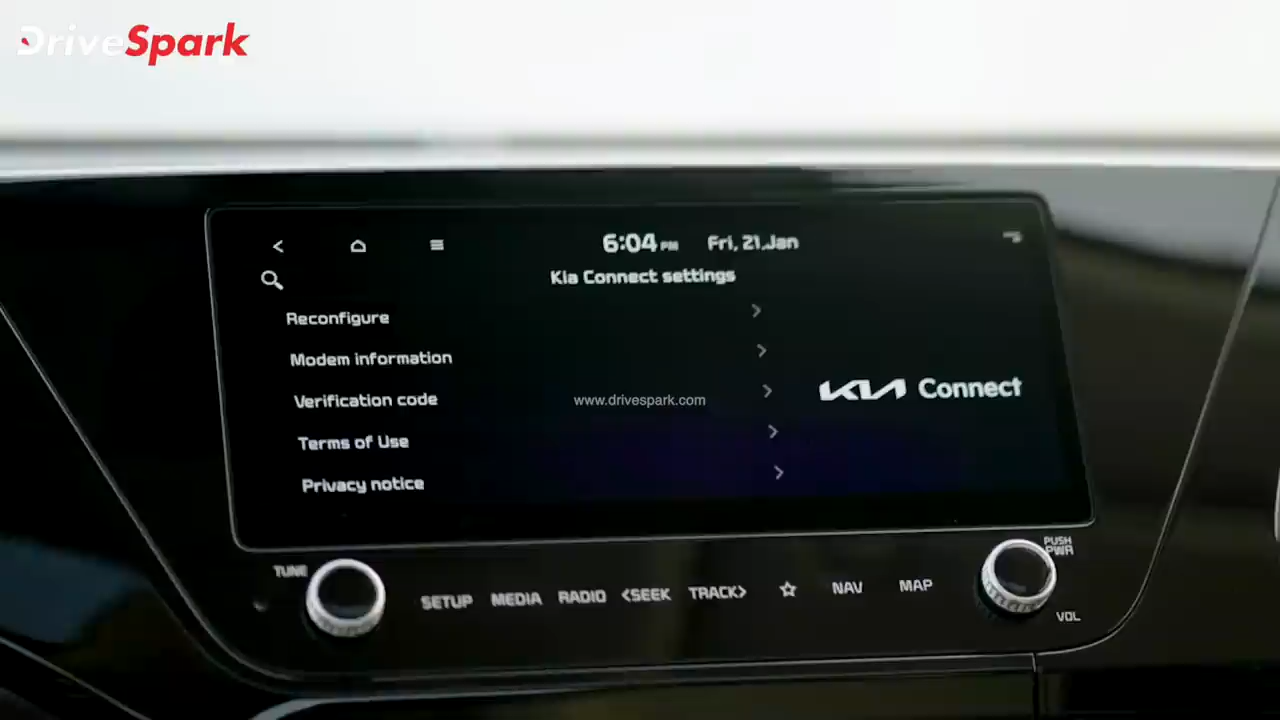 DriveSpark
6:04 PM Fri, 21.Jan
Kia Connect settings
Reconfigure
Modem information
Verification code
www.drivespark.com
KIA Connect
Terms of Use
Privacy notice
TUNE
SETUP MEDIA RADIO <SEEK TRACK> ☆ NAV MAP
PUSH
PWR
VOL